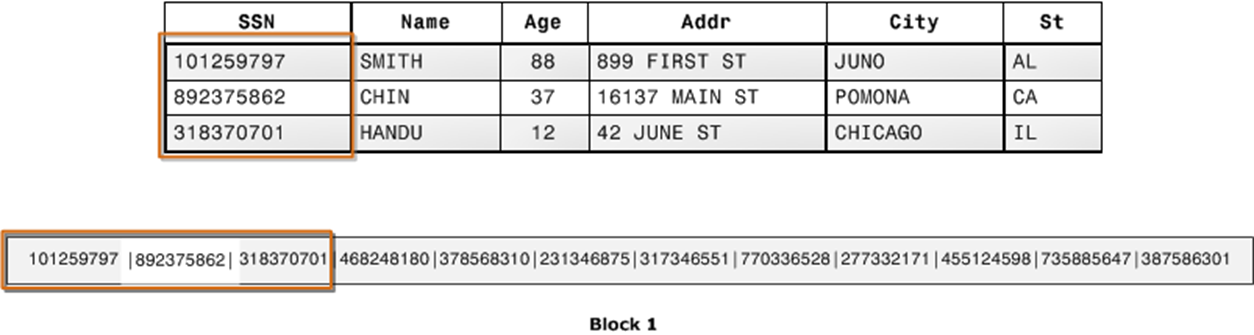 SSN Name Age Addr City St
101259797 SMITH 88 899 FIRST ST JUNO AL
892375862 CHIN 37 16137 MAIN ST POMONA CA
318370701 HANDU 12 42 JUNE ST CHICAGO IL
101259797 |892375862| 318370701|468248180|378568310|231346875|317346551|770336528|277332171|455124598|735885647|387586301
Block 1